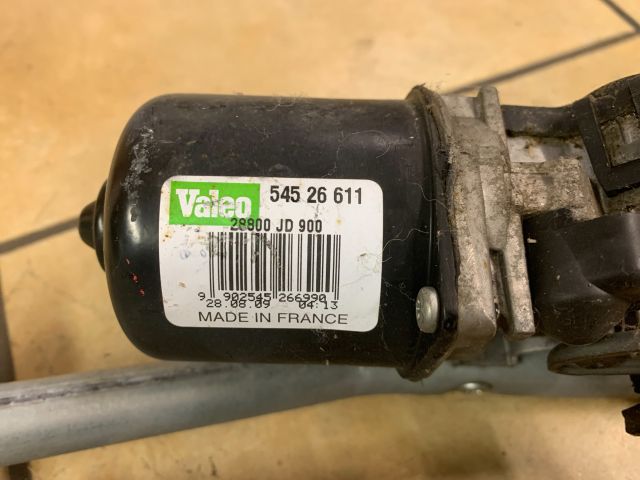 Valeo 545 26 611
28800 JD 900
9 902545 266990
28.08.09 04:13
MADE IN FRANCE